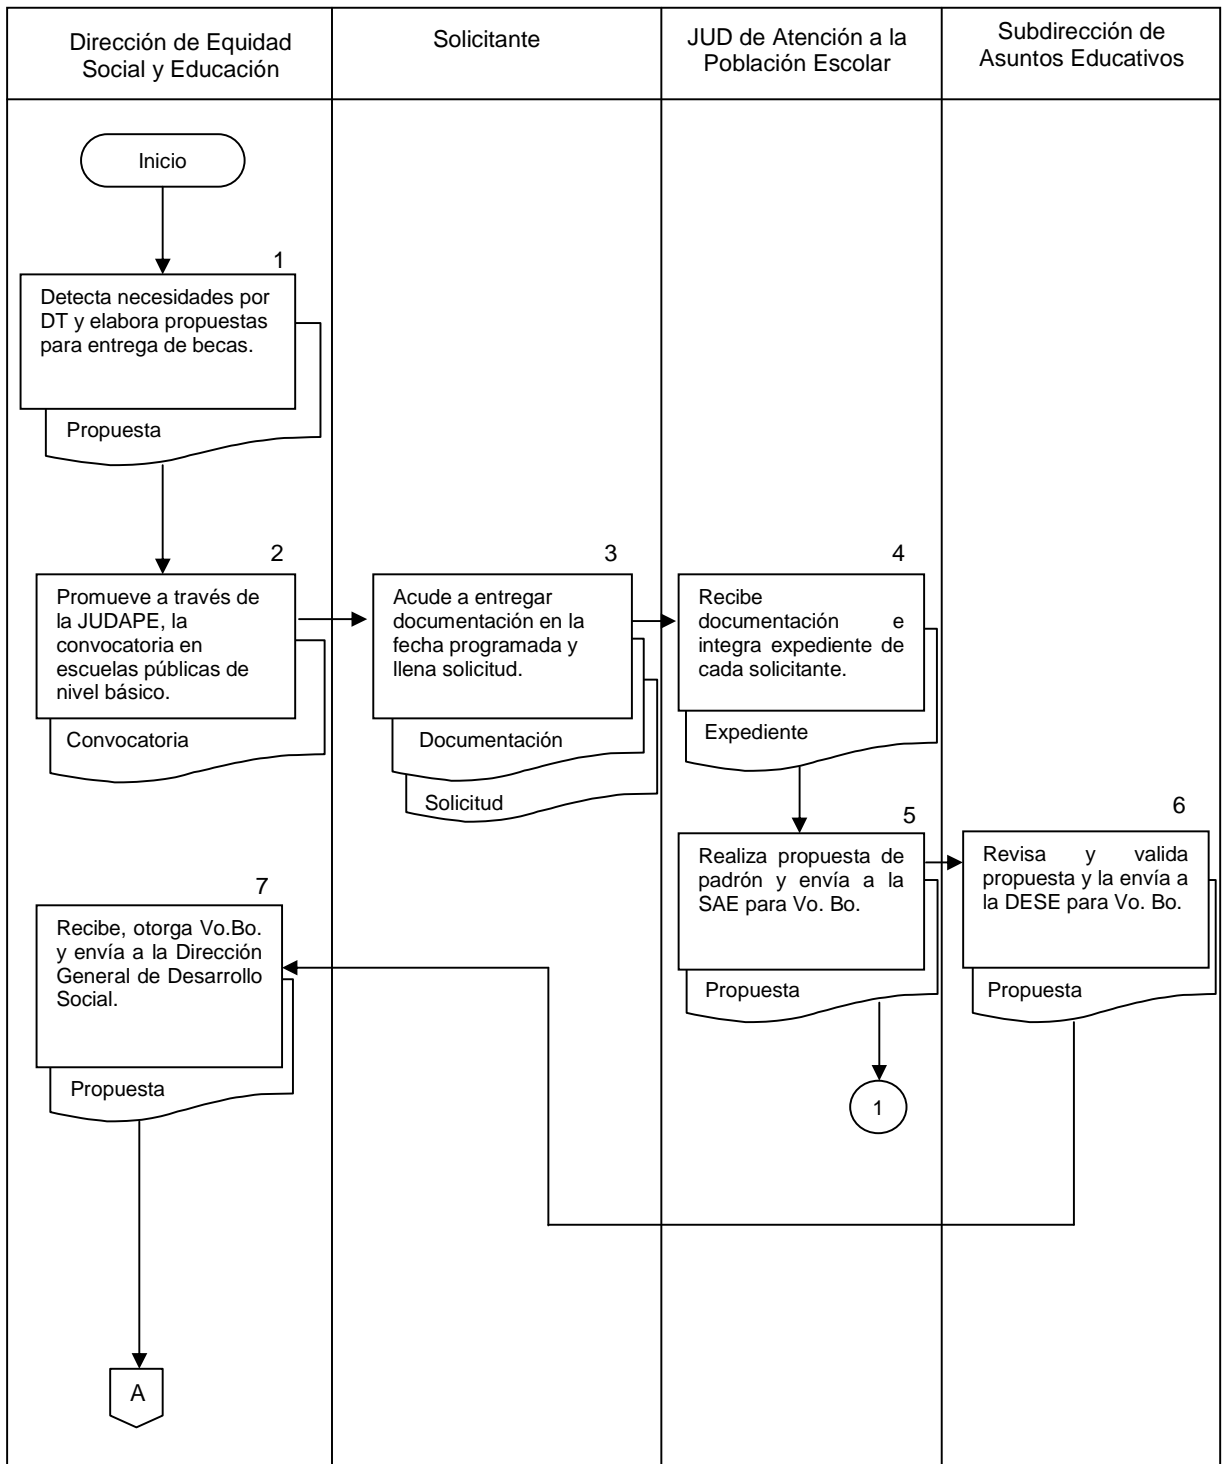 Dirección de Equidad
Social y Educación
Solicitante
JUD de Atención a la
Población Escolar
Subdirección de
Asuntos Educativos
Inicio
1
Detecta necesidades por
DT y elabora propuestas
para entrega de becas.
Propuesta
2
Promueve a través de
la JUDAPE, la
convocatoria en
escuelas públicas de
nivel básico.
Convocatoria
3
Acude a entregar
documentación en la
fecha programada y
llena solicitud.
Documentación
Solicitud
4
Recibe
documentación e
integra expediente de
cada solicitante.
Expediente
5
Realiza propuesta de
padrón y envía a la
SAE para Vo. Bo.
Propuesta
6
Revisa y valida
propuesta y la envía a
la DESE para Vo. Bo.
Propuesta
7
Recibe, otorga Vo.Bo.
y envía a la Dirección
General de Desarrollo
Social.
Propuesta
1
A